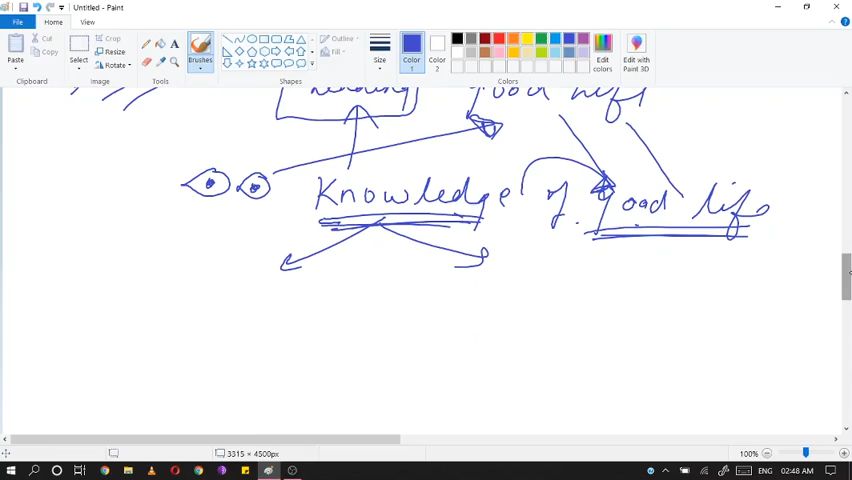 Untitled - Paint
File Home View
Cut
Copy
Paste
Crop
Resize
Rotate
Select
Brushes
Outline
Fill
Size
Color 1
Color 2
Edit colors
Edit with Paint 3D
Clipboard Image Tools Shapes Colors
good life
Knowledge of good life
3315 × 4500px 100%
ENG 02:48 AM